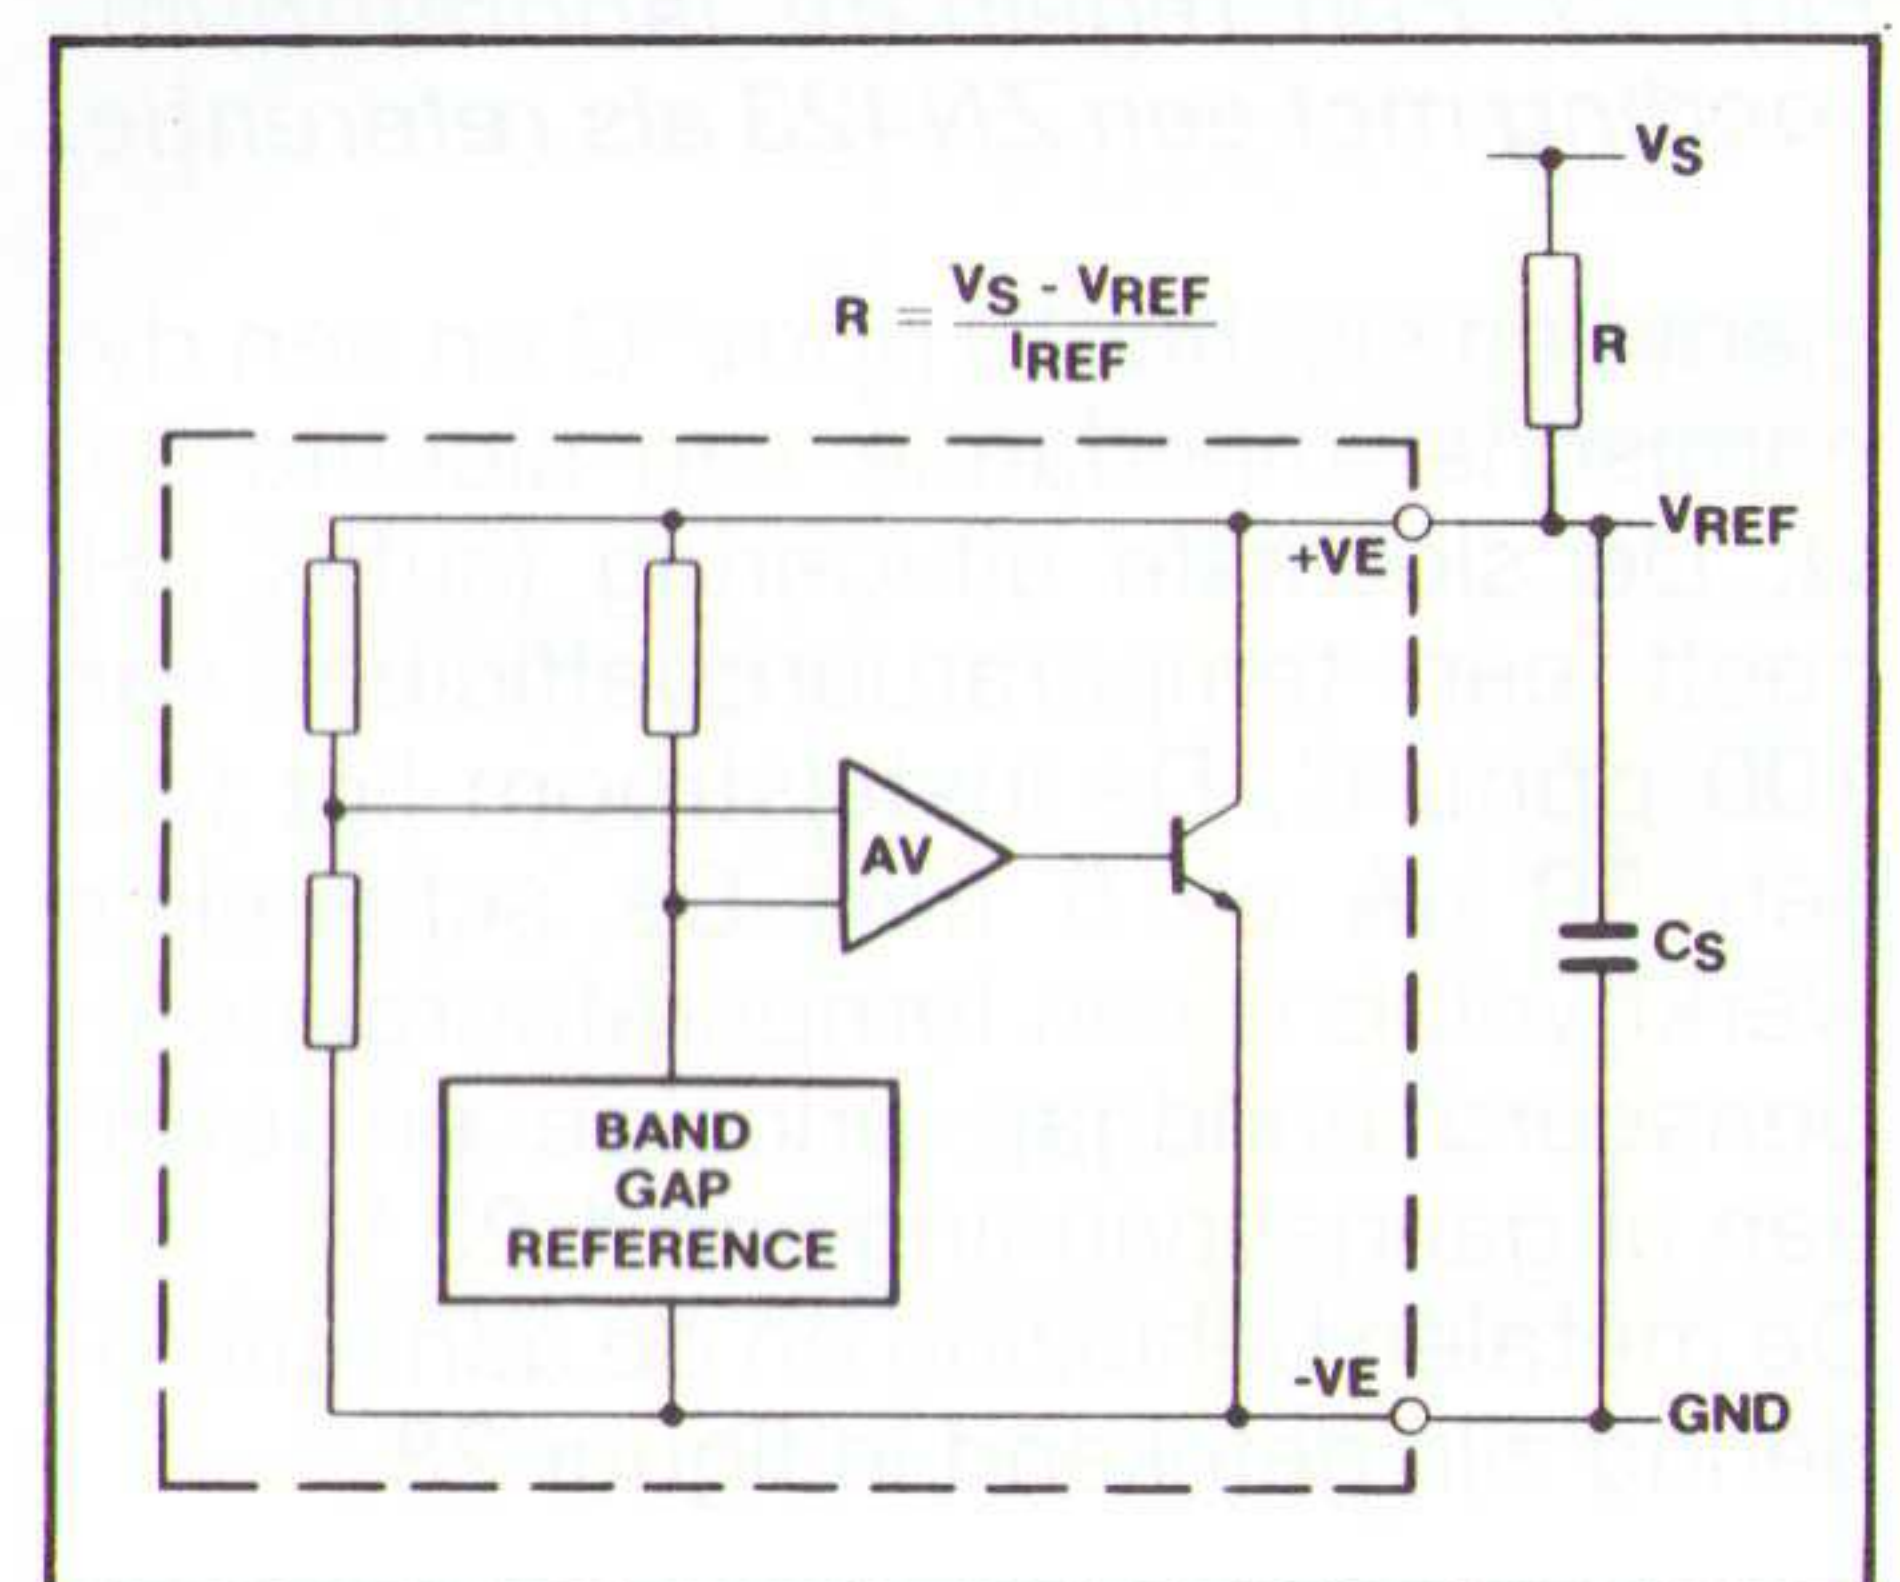 VS
R = VS - VREF
IREF
R
VREF
+VE
AV
CS
BAND
GAP
REFERENCE
-VE
GND